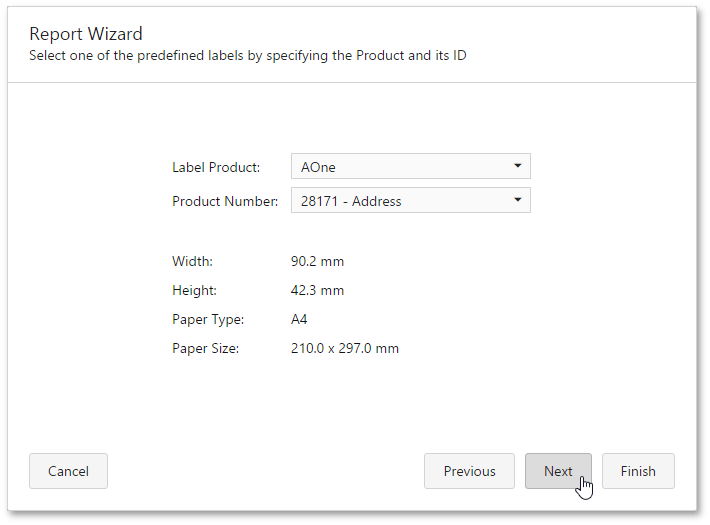 Report Wizard
Select one of the predefined labels by specifying the Product and its ID
Label Product: AOne
Product Number: 28171 - Address
Width: 90.2 mm
Height: 42.3 mm
Paper Type: A4
Paper Size: 210.0 x 297.0 mm
Cancel Previous Next Finish